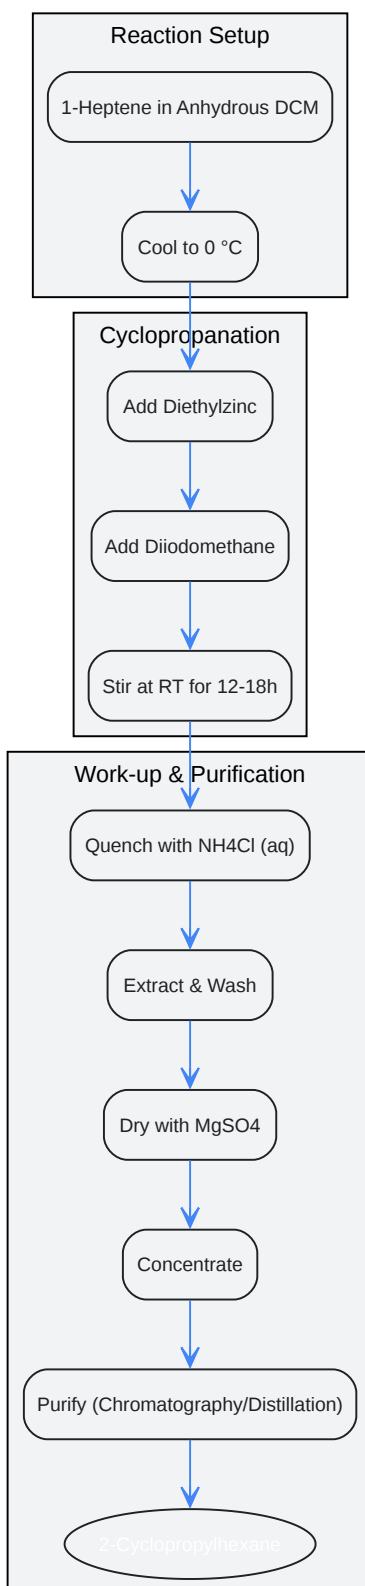 Reaction Setup
1-Heptene in Anhydrous DCM
Cool to 0 °C
Cyclopropanation
Add Diethylzinc
Add Diiodomethane
Stir at RT for 12-18h
Work-up & Purification
Quench with NH4Cl (aq)
Extract & Wash
Dry with MgSO4
Concentrate
Purify (Chromatography/Distillation)
2-Cyclopropylhexane